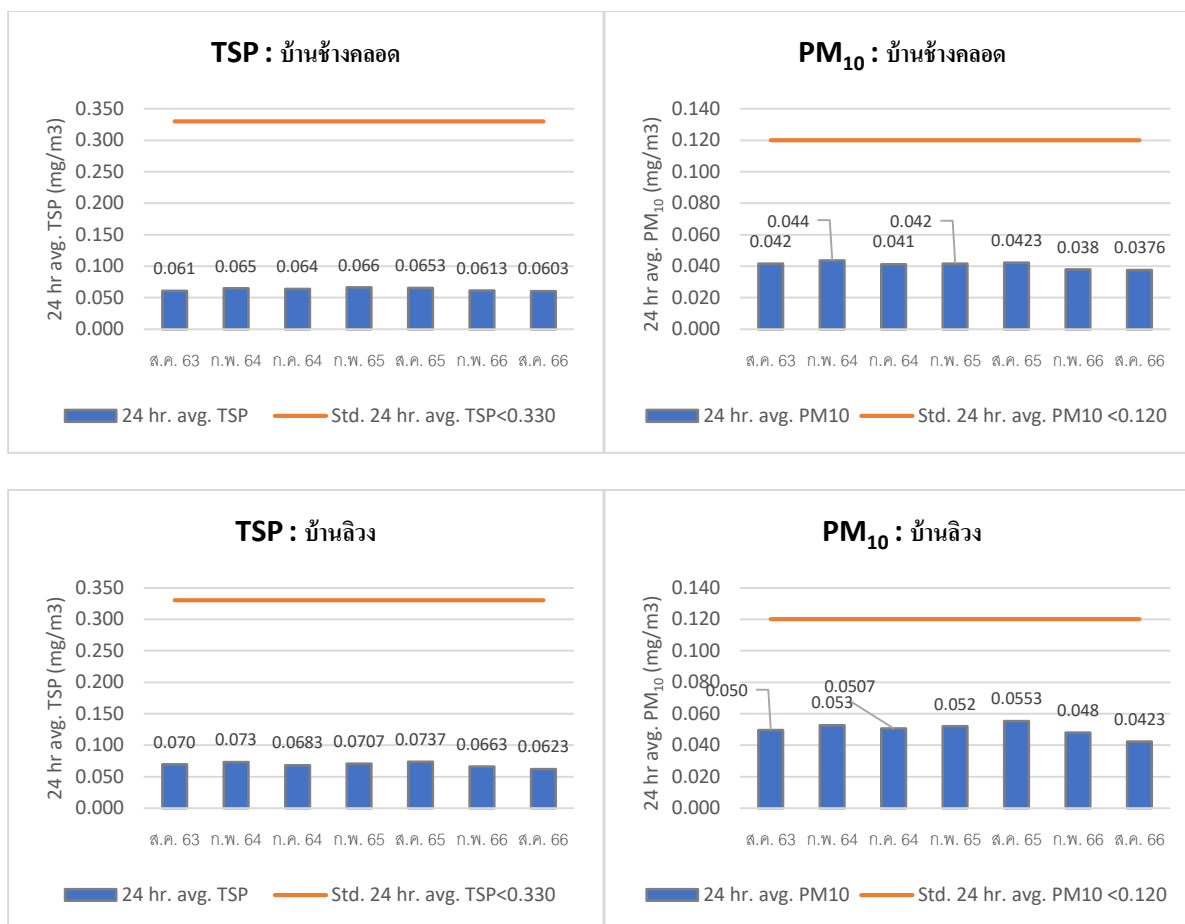 TSP : บ้านช้างคลอด
24 hr avg. TSP (mg/m3)
0.350
0.300
0.250
0.200
0.150
0.100
0.050
0.000
0.061 0.065 0.064 0.066 0.0653 0.0613 0.0603
ส.ค. 63 ก.พ. 64 ก.ค. 64 ก.พ. 65 ส.ค. 65 ก.พ. 66 ส.ค. 66
24 hr. avg. TSP Std. 24 hr. avg. TSP<0.330
PM10 : บ้านช้างคลอด
24 hr avg. PM10 (mg/m3)
0.140
0.120
0.100
0.080
0.060
0.040
0.020
0.000
0.042 0.044 0.041 0.042 0.0423 0.038 0.0376
ส.ค. 63 ก.พ. 64 ก.ค. 64 ก.พ. 65 ส.ค. 65 ก.พ. 66 ส.ค. 66
24 hr. avg. PM10 Std. 24 hr. avg. PM10 <0.120
TSP : บ้านลิวง
24 hr avg. TSP (mg/m3)
0.350
0.300
0.250
0.200
0.150
0.100
0.050
0.000
0.070 0.073 0.0683 0.0707 0.0737 0.0663 0.0623
ส.ค. 63 ก.พ. 64 ก.ค. 64 ก.พ. 65 ส.ค. 65 ก.พ. 66 ส.ค. 66
24 hr. avg. TSP Std. 24 hr. avg. TSP<0.330
PM10 : บ้านลิวง
24 hr avg. PM10 (mg/m3)
0.140
0.120
0.100
0.080
0.060
0.040
0.020
0.000
0.050 0.053 0.0507 0.052 0.0553 0.048 0.0423
ส.ค. 63 ก.พ. 64 ก.ค. 64 ก.พ. 65 ส.ค. 65 ก.พ. 66 ส.ค. 66
24 hr. avg. PM10 Std. 24 hr. avg. PM10 <0.120